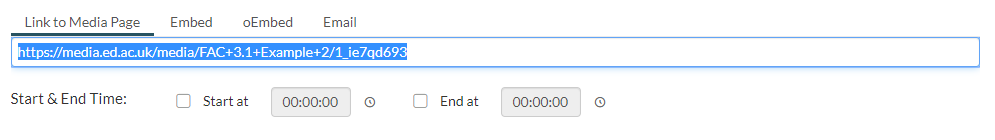 Link to Media Page Embed oEmbed Email
https://media.ed.ac.uk/media/FAC+3.1+Example+2/1_ie7qd693
Start & End Time: Start at 00:00:00 End at 00:00:00